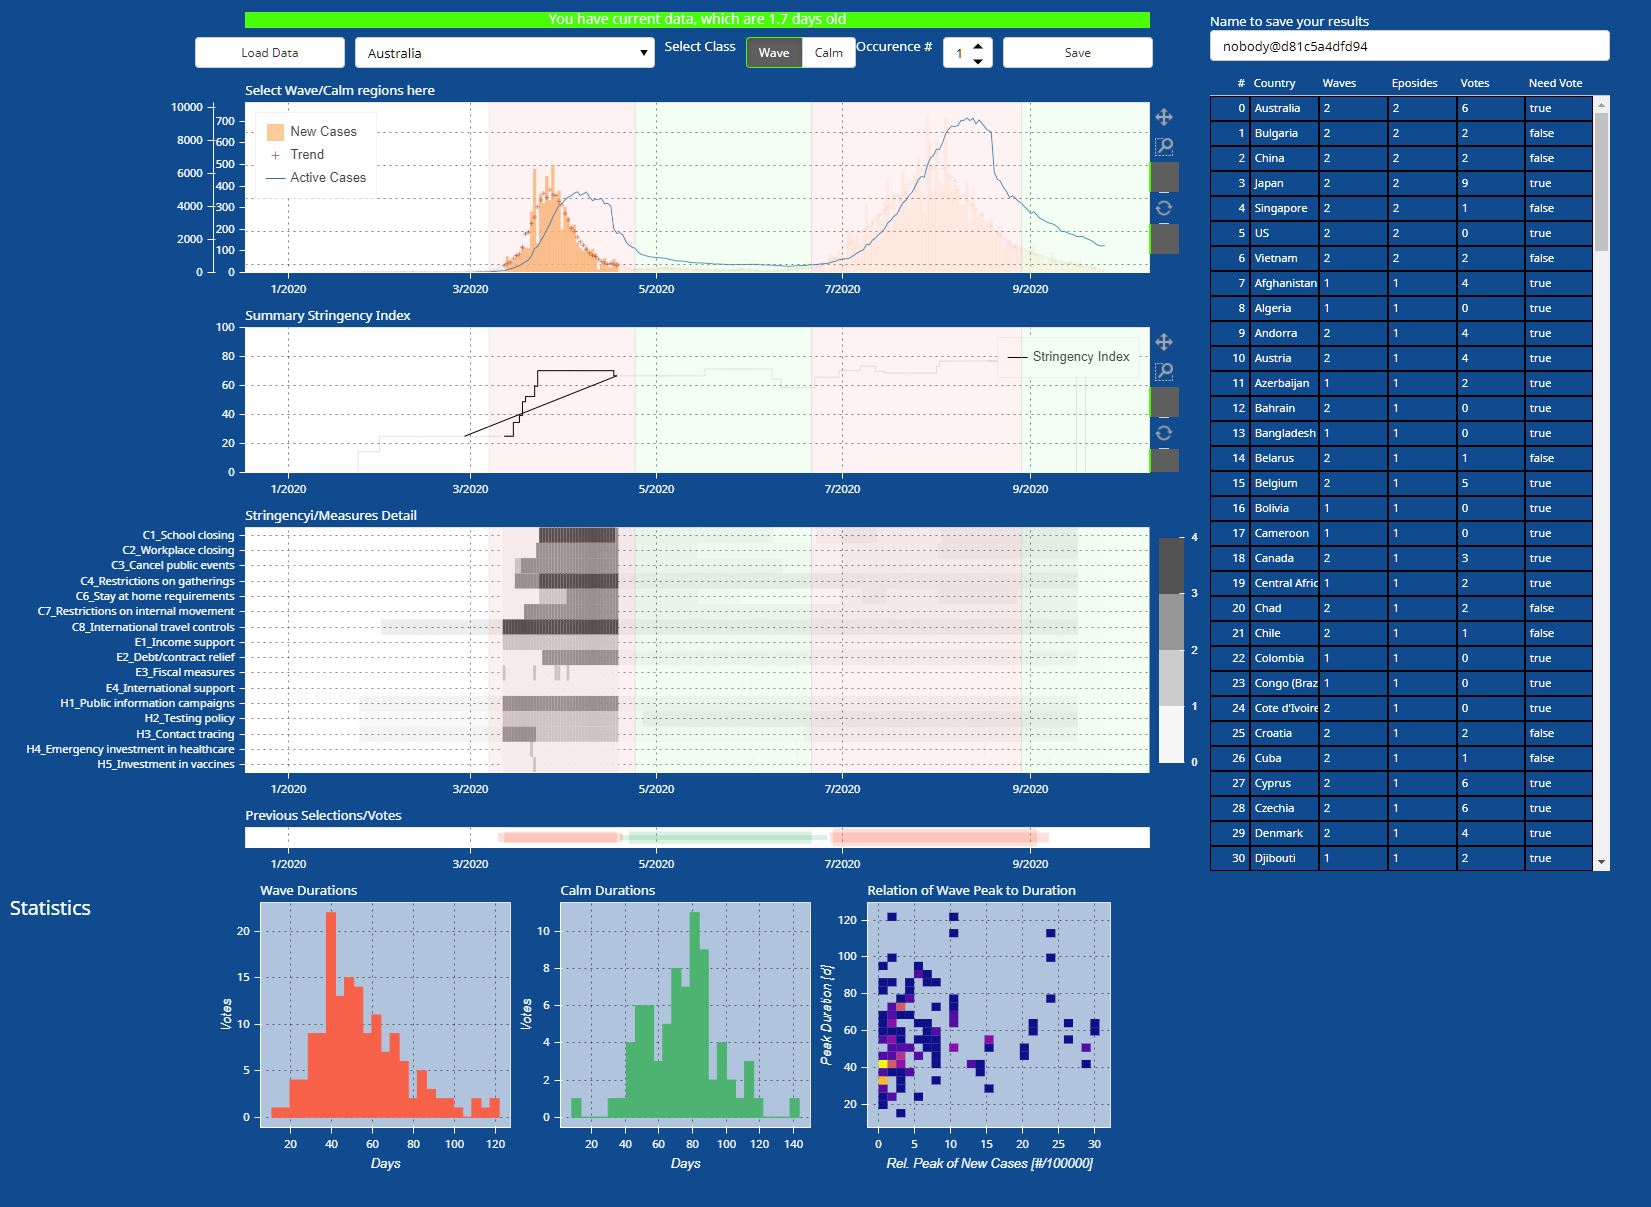 You have current data, which are 1.7 days old
Load Data
Australia
Select Class
Wave
Calm
Occurence #
1
Save
Select Wave/Calm regions here
10000
8000
6000
4000
2000
0
700
600
500
400
300
200
100
0
New Cases
Trend
Active Cases
1/2020 3/2020 5/2020 7/2020 9/2020
Summary Stringency Index
100
80
60
40
20
0
Stringency Index
1/2020 3/2020 5/2020 7/2020 9/2020
Stringencyi/Measures Detail
C1_School closing
C2_Workplace closing
C3_Cancel public events
C4_Restrictions on gatherings
C6_Stay at home requirements
C7_Restrictions on internal movement
C8_International travel controls
E1_Income support
E2_Debt/contract relief
E3_Fiscal measures
E4_International support
H1_Public information campaigns
H2_Testing policy
H3_Contact tracing
H4_Emergency investment in healthcare
H5_Investment in vaccines
4
3
2
1
0
1/2020 3/2020 5/2020 7/2020 9/2020
Previous Selections/Votes
1/2020 3/2020 5/2020 7/2020 9/2020
Statistics
Wave Durations
Votes
20
15
10
5
0
20 40 60 80 100 120
Days
Calm Durations
Votes
10
8
6
4
2
0
20 40 60 80 100 120 140
Days
Relation of Wave Peak to Duration
Peak Duration [d]
120
100
80
60
40
20
0 5 10 15 20 25 30
Rel. Peak of New Cases [#/100000]
Name to save your results
nobody@d81c5a4dfd94
# Country Waves Eposides Votes Need Vote
0 Australia 2 2 6 true
1 Bulgaria 2 2 2 false
2 China 2 2 2 false
3 Japan 2 2 9 true
4 Singapore 2 2 1 false
5 US 2 2 0 true
6 Vietnam 2 2 2 false
7 Afghanistan 1 1 4 true
8 Algeria 1 1 0 true
9 Andorra 2 1 4 true
10 Austria 2 1 4 true
11 Azerbaijan 1 1 2 true
12 Bahrain 2 1 0 true
13 Bangladesh 1 1 0 true
14 Belarus 2 1 1 false
15 Belgium 2 1 5 true
16 Bolivia 1 1 0 true
17 Cameroon 1 1 0 true
18 Canada 2 1 3 true
19 Central Afric 1 1 2 true
20 Chad 2 1 2 false
21 Chile 2 1 1 false
22 Colombia 1 1 0 true
23 Congo (Braz 1 1 0 true
24 Cote d'Ivoire 2 1 0 true
25 Croatia 2 1 2 false
26 Cuba 2 1 1 false
27 Cyprus 2 1 6 true
28 Czechia 2 1 6 true
29 Denmark 2 1 4 true
30 Djibouti 1 1 2 true